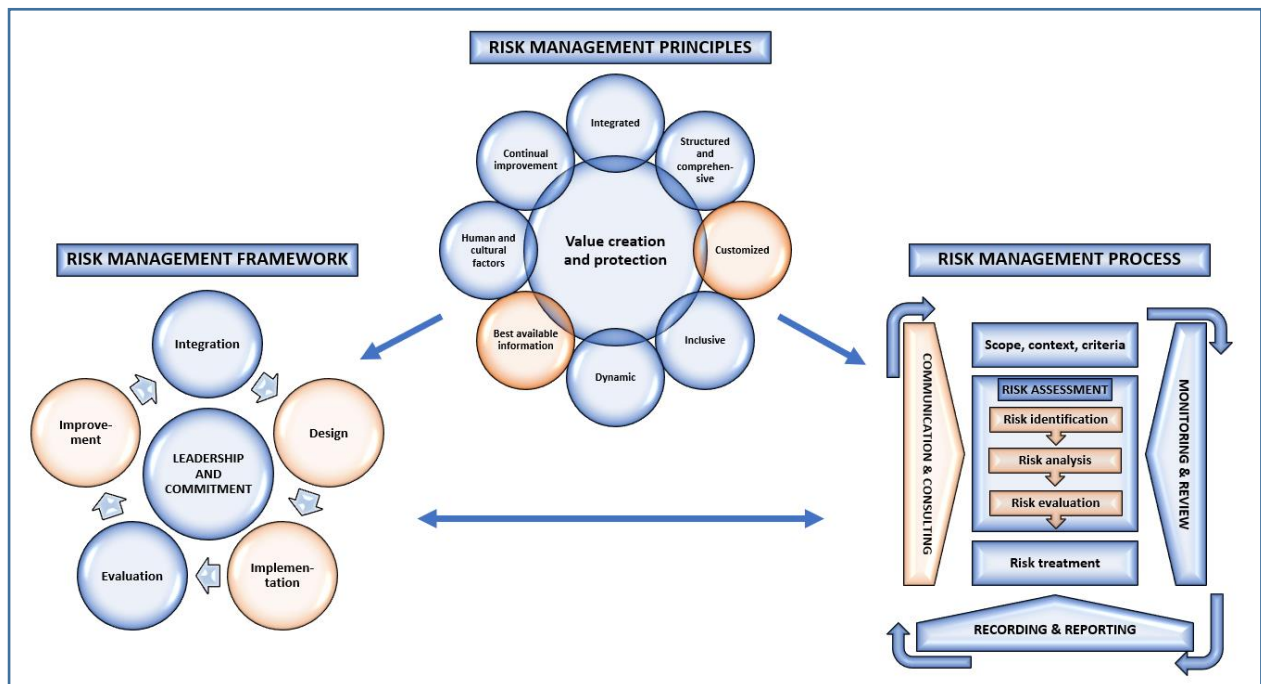 RISK MANAGEMENT PRINCIPLES
Integrated
Structured
and
comprehen-
sive
Customized
Inclusive
Dynamic
Best available
information
Human and
cultural
factors
Continual
improvement
Value creation
and protection
RISK MANAGEMENT FRAMEWORK
Integration
Design
Implemen-
tation
Evaluation
Improve-
ment
LEADERSHIP
AND
COMMITMENT
RISK MANAGEMENT PROCESS
COMMUNICATION & CONSULTING
Scope, context, criteria
RISK ASSESSMENT
Risk identification
Risk analysis
Risk evaluation
Risk treatment
MONITORING & REVIEW
RECORDING & REPORTING